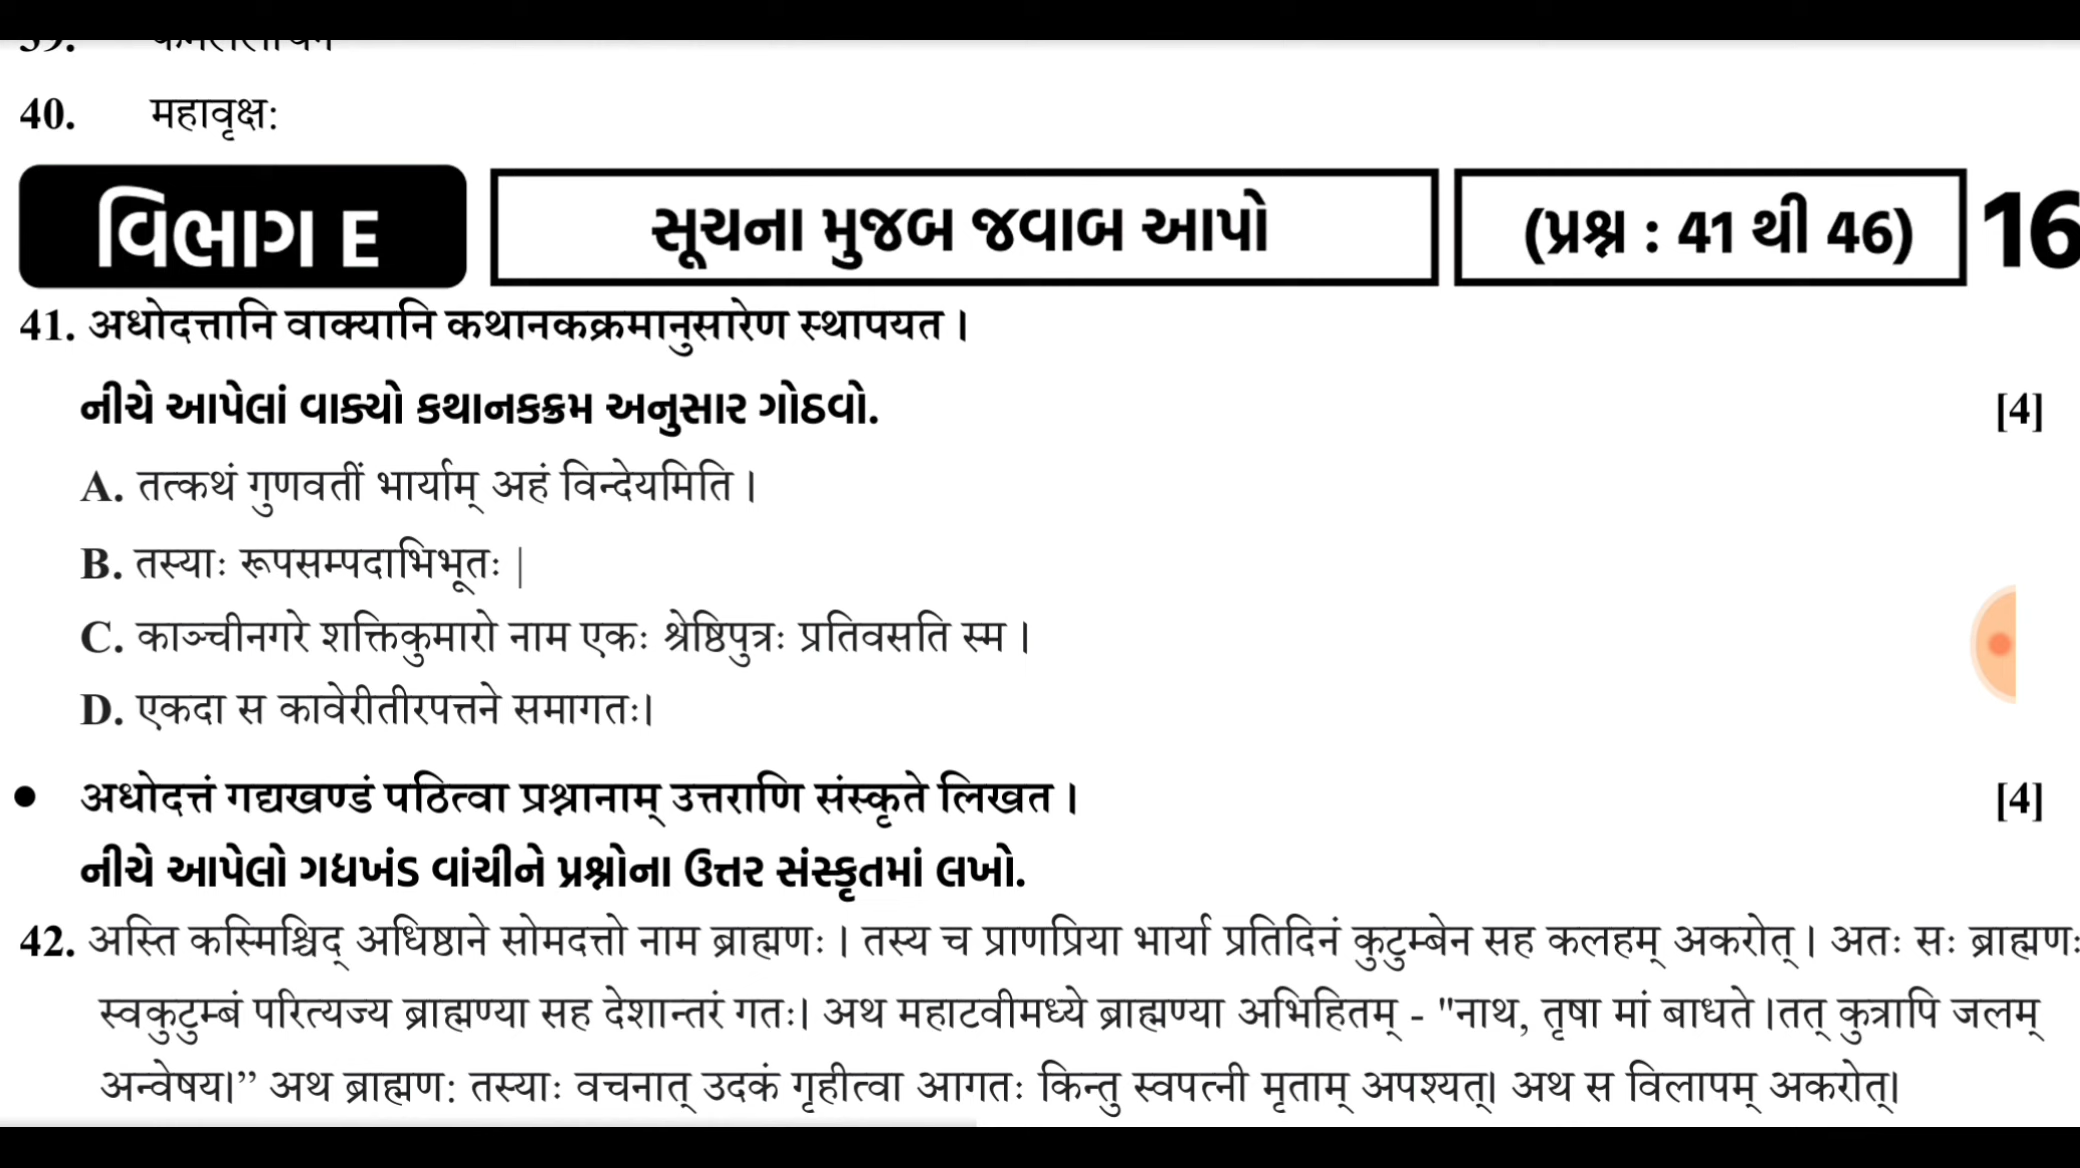 39.
40. महावृक्ष:
વિભાગ E સૂચના મુજબ જવાબ આપો (પ્રશ્ન : 41 થી 46) 16
41. अधोदत्तानि वाक्यानि कथानकक्रमानुसारेण स्थापयत ।
નીચે આપેલાં વાક્યો કથાનકક્રમ અનુસાર ગોઠવો. [4]
A. तत्कथं गुणवतीं भार्याम् अहं विन्देयमिति ।
B. तस्याः रूपसम्पदाभिभूतः |
C. काञ्चीनगरे शक्तिकुमारो नाम एकः श्रेष्ठिपुत्रः प्रतिवसति स्म ।
D. एकदा स कावेरीतीरपत्तने समागतः।
• अधोदत्तं गद्यखण्डं पठित्वा प्रश्नानाम् उत्तराणि संस्कृते लिखत । [4]
નીચે આપેલો ગદ્યખંડ વાંચીને પ્રશ્નોના ઉત્તર સંસ્કૃતમાં લખો.
42. अस्ति कस्मिश्चिद् अधिष्ठाने सोमदत्तो नाम ब्राह्मणः । तस्य च प्राणप्रिया भार्या प्रतिदिनं कुटुम्बेन सह कलहम् अकरोत् । अतः सः ब्राह्मणः
स्वकुटुम्बं परित्यज्य ब्राह्मण्या सह देशान्तरं गतः। अथ महाटवीमध्ये ब्राह्मण्या अभिहितम् - "नाथ, तृषा मां बाधते ।तत् कुत्रापि जलम्
अन्वेषय।” अथ ब्राह्मण: तस्याः वचनात् उदकं गृहीत्वा आगतः किन्तु स्वपत्नी मृताम् अपश्यत्। अथ स विलापम् अकरोत्।